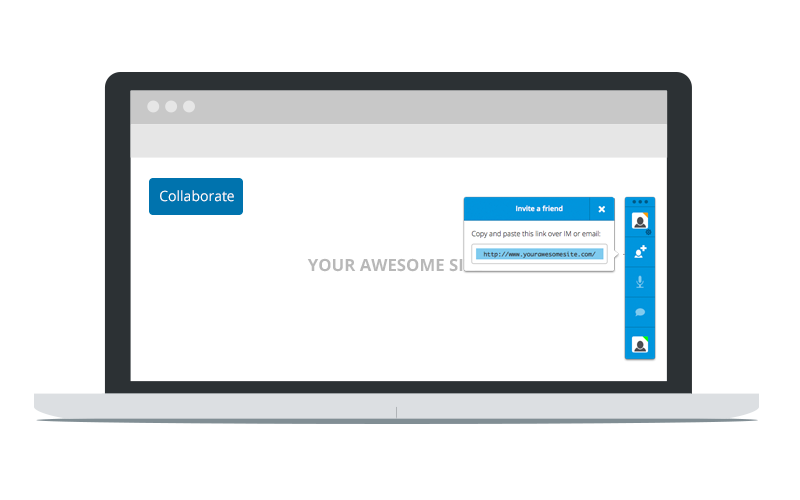 Collaborate
Invite a friend
Copy and paste this link over IM or email:
http://www.yourawesomesite.com/
YOUR AWESOME SI